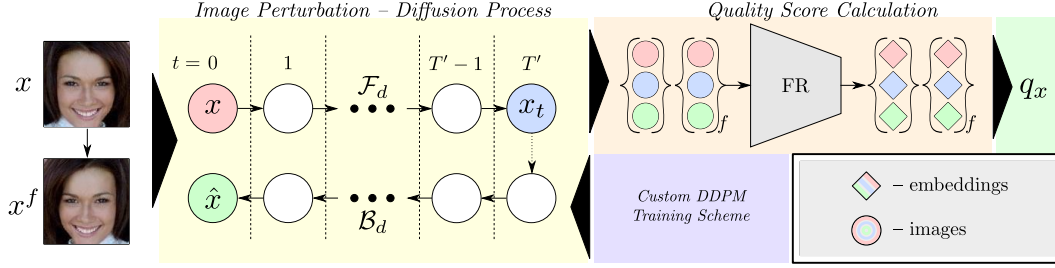 Image Perturbation – Diffusion Process
Quality Score Calculation
t = 0
1
T′ − 1
T′
x
x
F_d
x_t
x^f
x̂
B_d
f
FR
f
q_x
Custom DDPM
Training Scheme
– embeddings
– images